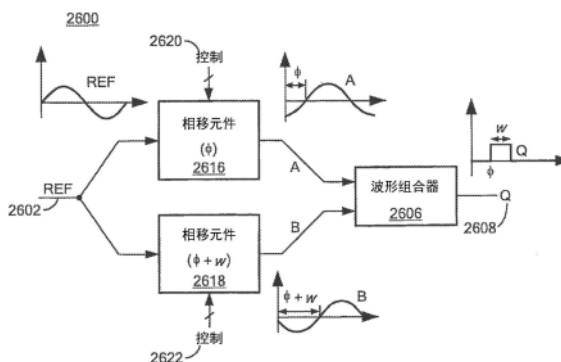 2600
2620
控制
REF
ϕ
A
相移元件
(ϕ)
2616
A
w
Q
ϕ
REF
2602
波形组合器
2606
Q
2608
相移元件
(ϕ + w)
2618
B
ϕ + w
B
控制
2622